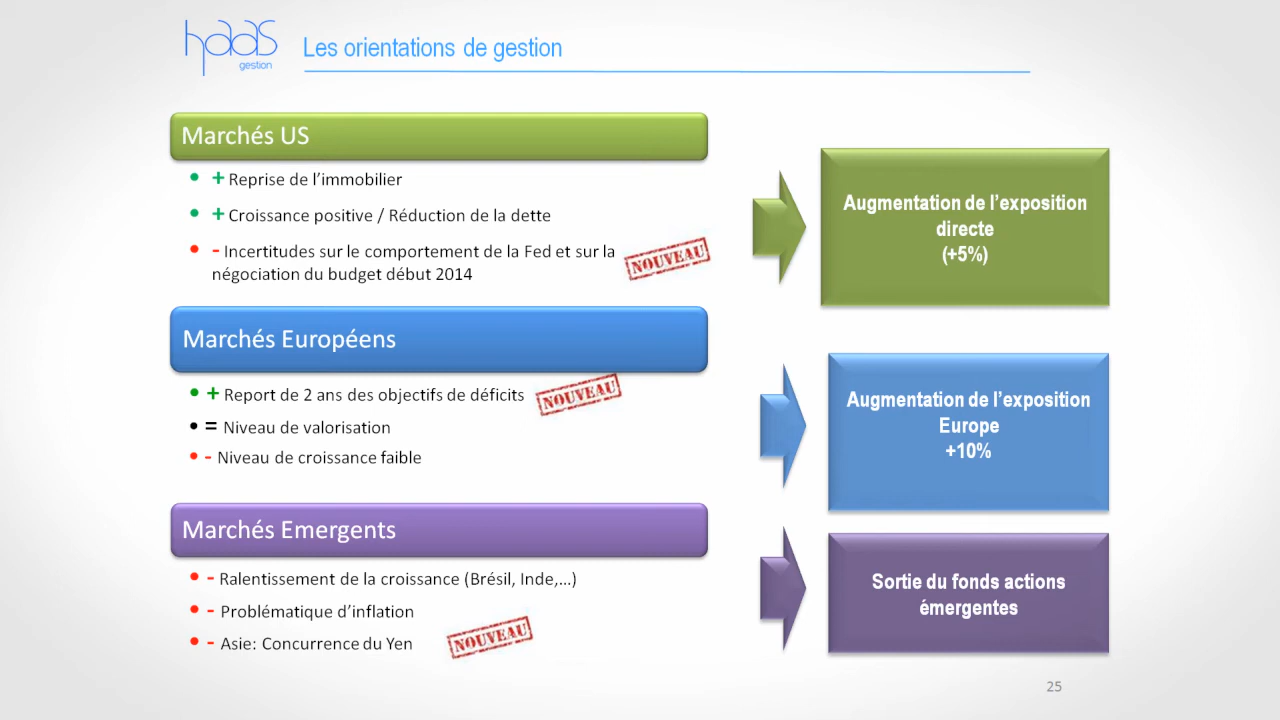 haas
gestion
Les orientations de gestion
Marchés US
+ Reprise de l'immobilier
+ Croissance positive / Réduction de la dette
- Incertitudes sur le comportement de la Fed et sur la
négociation du budget début 2014
NOUVEAU
Augmentation de l'exposition
directe
(+5%)
Marchés Européens
+ Report de 2 ans des objectifs de déficits
NOUVEAU
= Niveau de valorisation
- Niveau de croissance faible
Augmentation de l'exposition
Europe
+10%
Marchés Emergents
- Ralentissement de la croissance (Brésil, Inde,...)
- Problématique d'inflation
- Asie: Concurrence du Yen
NOUVEAU
Sortie du fonds actions
émergentes
25